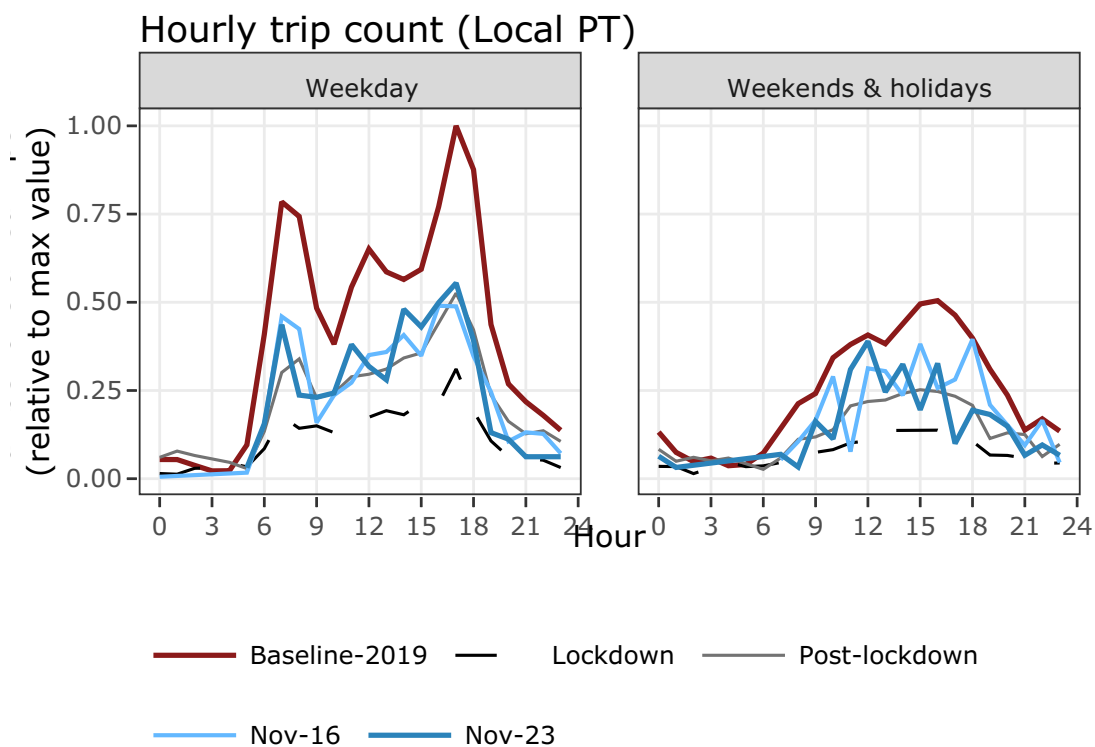 Hourly trip count (Local PT)
Weekday
Weekends & holidays
(relative to max value)
1.00
0.75
0.50
0.25
0.00
0 3 6 9 12 15 18 21 24
0 3 6 9 12 15 18 21 24
Hour
Baseline-2019 Lockdown Post-lockdown
Nov-16 Nov-23